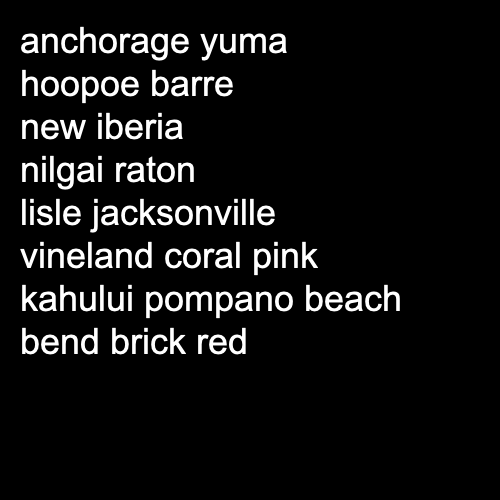 anchorage yuma
hoopoe barre
new iberia
nilgai raton
lisle jacksonville
vineland coral pink
kahului pompano beach
bend brick red